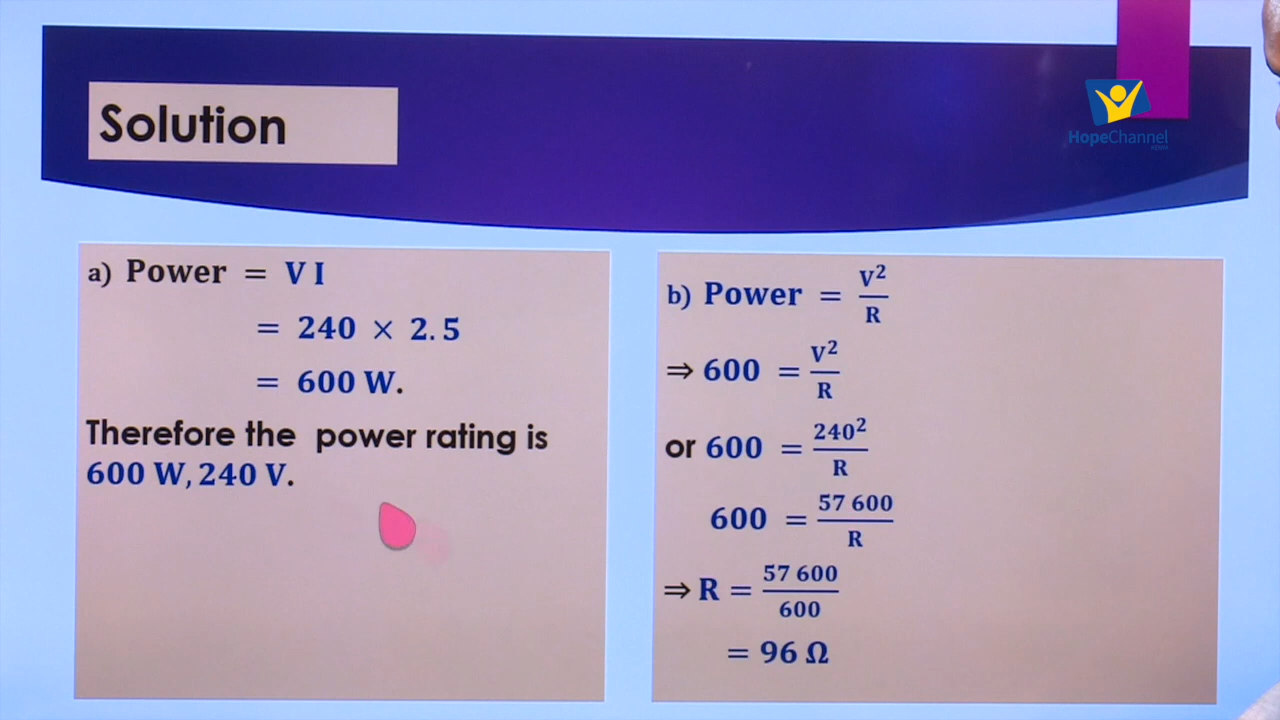 Solution
HopeChannel
a) Power = V I
= 240 × 2.5
= 600 W.
Therefore the power rating is
600 W, 240 V.
b) Power = V²/R
⇒ 600 = V²/R
or 600 = 240²/R
600 = 57 600/R
⇒ R = 57 600/600
= 96 Ω